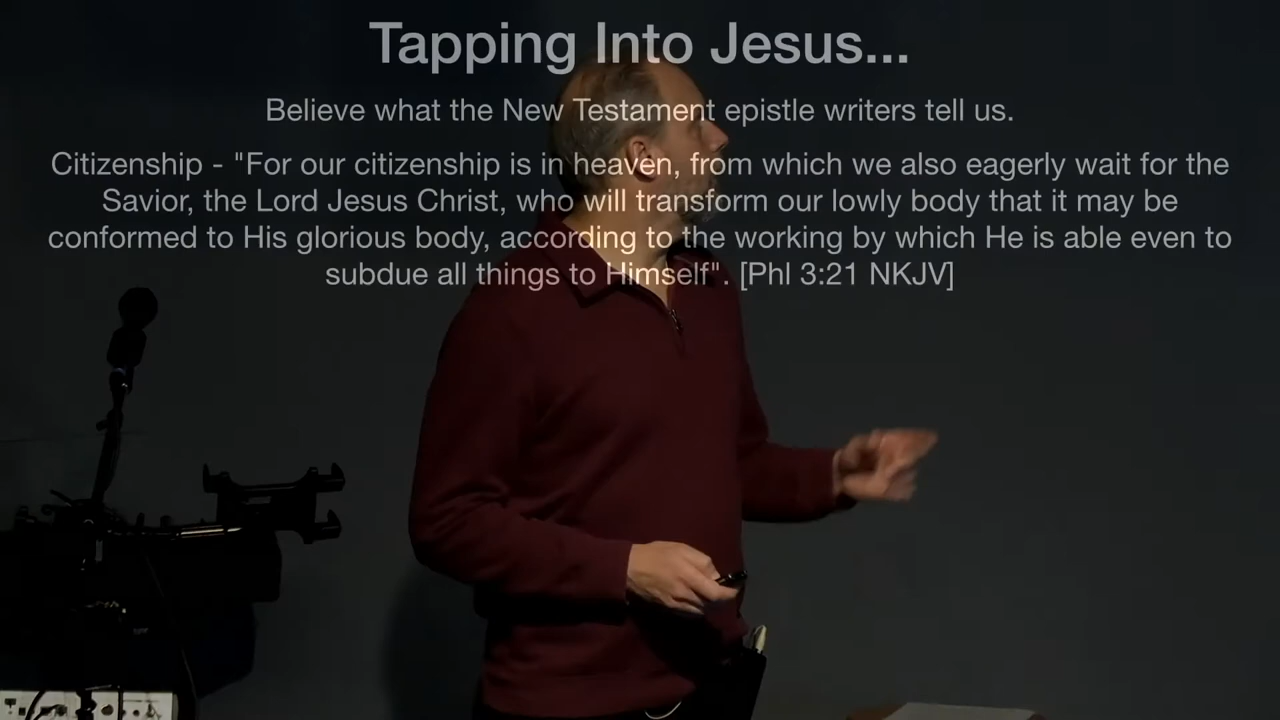 Tapping Into Jesus...
Believe what the New Testament epistle writers tell us.
Citizenship - "For our citizenship is in heaven, from which we also eagerly wait for the
Savior, the Lord Jesus Christ, who will transform our lowly body that it may be
conformed to His glorious body, according to the working by which He is able even to
subdue all things to Himself". [Phl 3:21 NKJV]